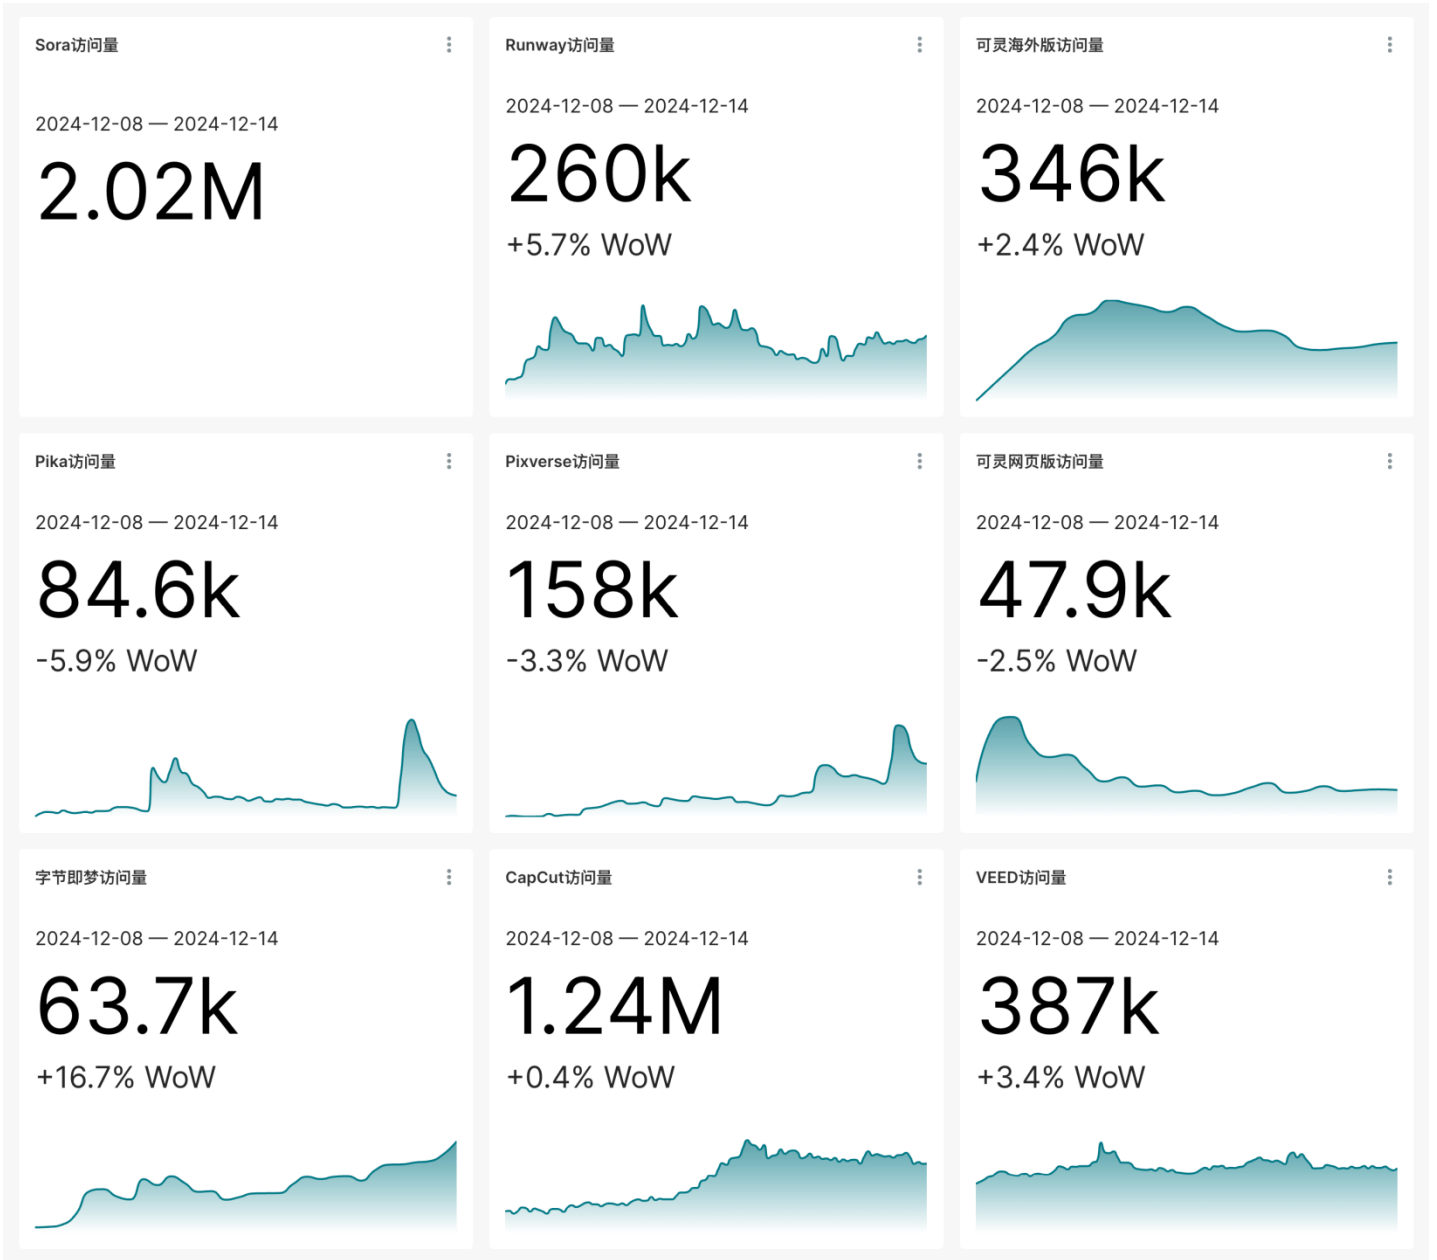 Sora访问量
2024-12-08 — 2024-12-14
2.02M
Runway访问量
2024-12-08 — 2024-12-14
260k
+5.7% WoW
可灵海外版访问量
2024-12-08 — 2024-12-14
346k
+2.4% WoW
Pika访问量
2024-12-08 — 2024-12-14
84.6k
-5.9% WoW
Pixverse访问量
2024-12-08 — 2024-12-14
158k
-3.3% WoW
可灵网页版访问量
2024-12-08 — 2024-12-14
47.9k
-2.5% WoW
字节即梦访问量
2024-12-08 — 2024-12-14
63.7k
+16.7% WoW
CapCut访问量
2024-12-08 — 2024-12-14
1.24M
+0.4% WoW
VEED访问量
2024-12-08 — 2024-12-14
387k
+3.4% WoW